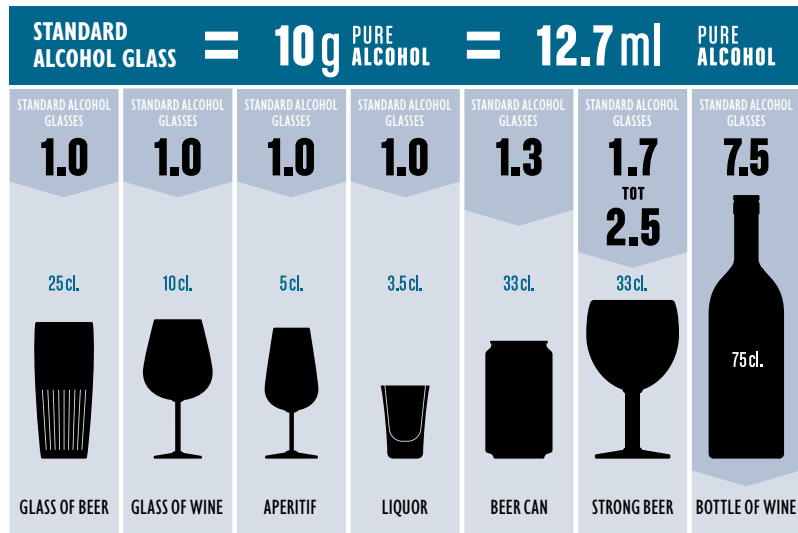 STANDARD
ALCOHOL GLASS
=
10g
PURE
ALCOHOL
=
12.7ml
PURE
ALCOHOL
STANDARD ALCOHOL
GLASSES
1.0
25cl.
GLASS OF BEER
STANDARD ALCOHOL
GLASSES
1.0
10cl.
GLASS OF WINE
STANDARD ALCOHOL
GLASSES
1.0
5cl.
APERITIF
STANDARD ALCOHOL
GLASSES
1.0
3.5cl.
LIQUOR
STANDARD ALCOHOL
GLASSES
1.3
33cl.
BEER CAN
STANDARD ALCOHOL
GLASSES
1.7
TOT
2.5
33cl.
STRONG BEER
STANDARD ALCOHOL
GLASSES
7.5
75cl.
BOTTLE OF WINE